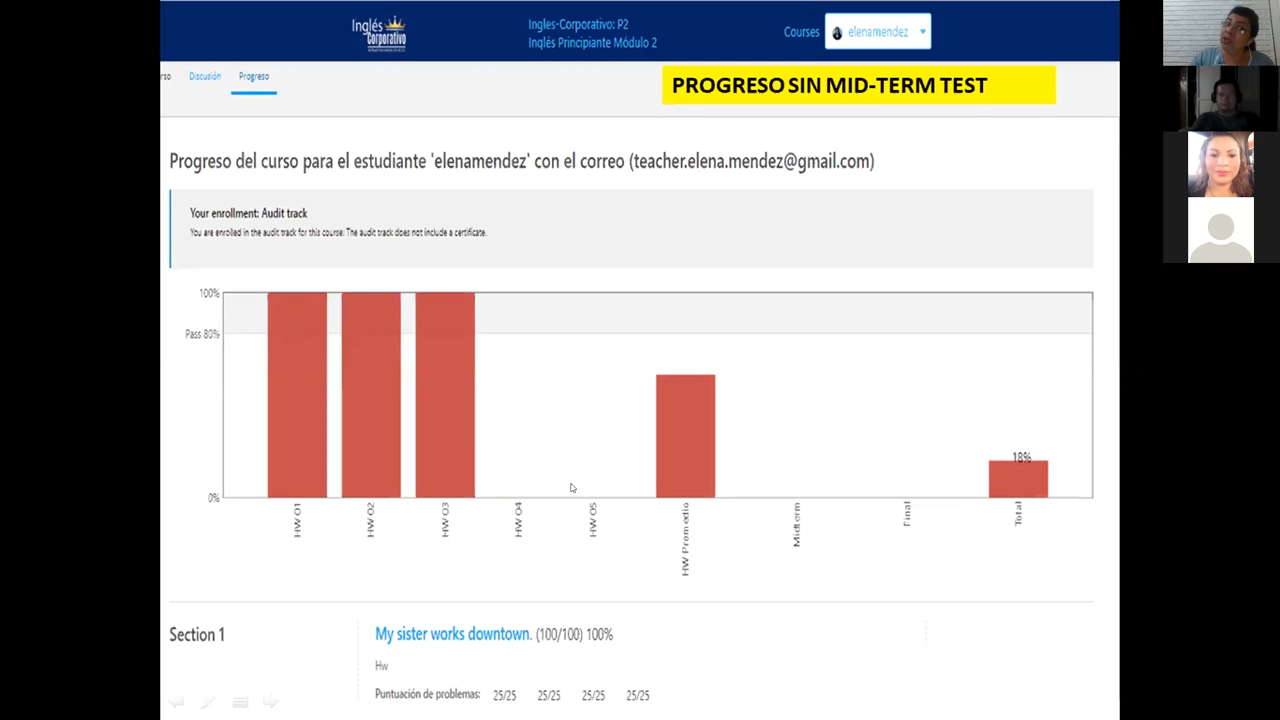 Inglés
Corporativo
Ingles-Corporativo: P2
Inglés Principiante Módulo 2
Courses
elenamendez
rso
Discusión
Progreso
PROGRESO SIN MID-TERM TEST
Progreso del curso para el estudiante 'elenamendez' con el correo (teacher.elena.mendez@gmail.com)
Your enrollment: Audit track
You are enrolled in the audit track for this course. The audit track does not include a certificate.
100%
Pass 80%
0%
18%
HW 01
HW 02
HW 03
HW 04
HW 05
HW Promedio
Midterm
Final
Total
Section 1
My sister works downtown. (100/100) 100%
Hw
Puntuación de problemas: 25/25 25/25 25/25 25/25